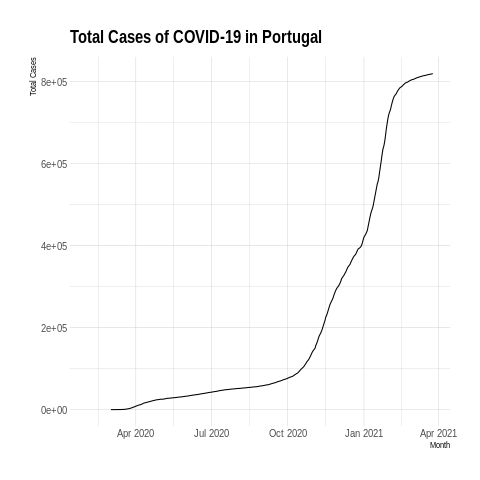 Total Cases of COVID-19 in Portugal
Total Cases
8e+05
6e+05
4e+05
2e+05
0e+00
Apr 2020 Jul 2020 Oct 2020 Jan 2021 Apr 2021
Month